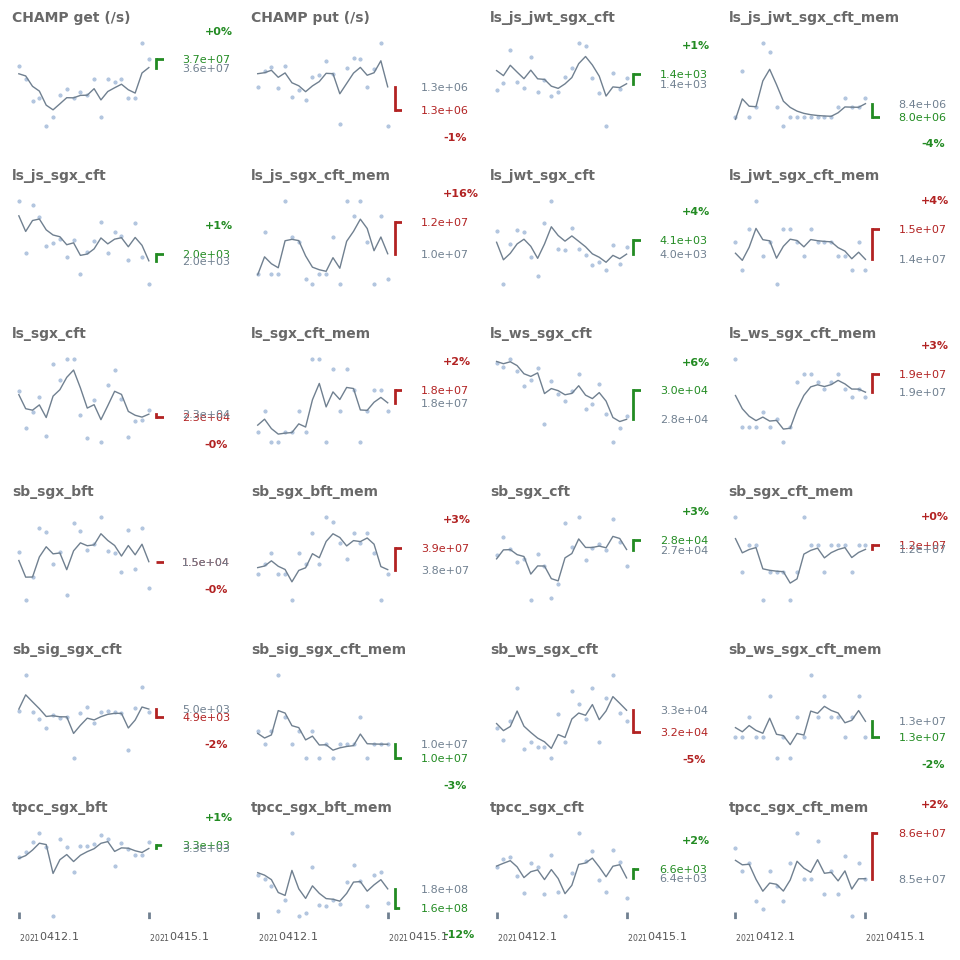 CHAMP get (/s)
+0%
3.7e+07
3.6e+07
CHAMP put (/s)
1.3e+06
1.3e+06
-1%
ls_js_jwt_sgx_cft
+1%
1.4e+03
1.4e+03
ls_js_jwt_sgx_cft_mem
8.4e+06
8.0e+06
-4%
ls_js_sgx_cft
+1%
2.0e+03
2.0e+03
ls_js_sgx_cft_mem
+16%
1.2e+07
1.0e+07
ls_jwt_sgx_cft
+4%
4.1e+03
4.0e+03
ls_jwt_sgx_cft_mem
+4%
1.5e+07
1.4e+07
ls_sgx_cft
2.3e+04
2.3e+04
-0%
ls_sgx_cft_mem
+2%
1.8e+07
1.8e+07
ls_ws_sgx_cft
+6%
3.0e+04
2.8e+04
ls_ws_sgx_cft_mem
+3%
1.9e+07
1.9e+07
sb_sgx_bft
1.5e+04
-0%
sb_sgx_bft_mem
+3%
3.9e+07
3.8e+07
sb_sgx_cft
+3%
2.8e+04
2.7e+04
sb_sgx_cft_mem
+0%
1.2e+07
1.2e+07
sb_sig_sgx_cft
5.0e+03
4.9e+03
-2%
sb_sig_sgx_cft_mem
1.0e+07
1.0e+07
-3%
sb_ws_sgx_cft
3.3e+04
3.2e+04
-5%
sb_ws_sgx_cft_mem
1.3e+07
1.3e+07
-2%
tpcc_sgx_bft
+1%
3.3e+03
3.3e+03
2021 0412.1
2021 0415.1
tpcc_sgx_bft_mem
1.8e+08
1.6e+08
-12%
2021 0412.1
2021 0415.1
tpcc_sgx_cft
+2%
6.6e+03
6.4e+03
2021 0412.1
2021 0415.1
tpcc_sgx_cft_mem
+2%
8.6e+07
8.5e+07
2021 0412.1
2021 0415.1